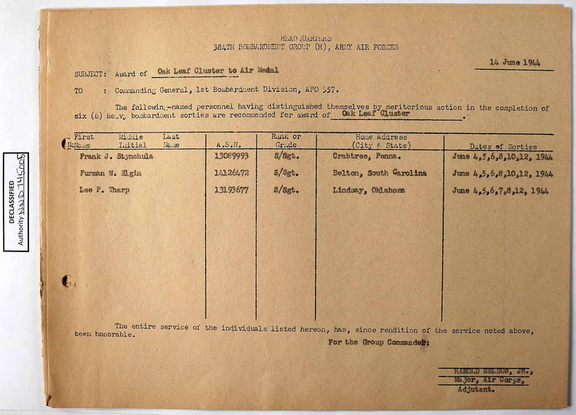 HEADQUARTERS
384TH BOMBARDMENT GROUP (H), ARMY AIR FORCES
14 June 1944
SUBJECT: Award of Oak Leaf Cluster to Air Medal
TO : Commanding General, 1st Bombardment Division, APO 557.
The following-named personnel having distinguished themselves by meritorious action in the completion of
six (6) heavy bombardment sorties are recommended for award of Oak Leaf Cluster.
First Middle Last Rank or Home Address
Name Initial Name A.S.N. Grade (City & State) Dates of Sorties
Frank J. Stynchula 13089993 S/Sgt. Crabtree, Penna. June 4,5,6,8,10,12, 1944
Furman W. Elgin 14126472 S/Sgt. Belton, South Carolina June 4,5,6,8,10,12, 1944
Lee P. Tharp 13193677 S/Sgt. Lindsay, Oklahoma June 4,5,6,7,8,12, 1944
The entire service of the individuals listed hereon, has, since rendition of the service noted above,
been honorable.
For the Group Commander:
HAROLD NELSON, JR.,
Major, Air Corps,
Adjutant.
DECLASSIFIED
Authority NND 745005